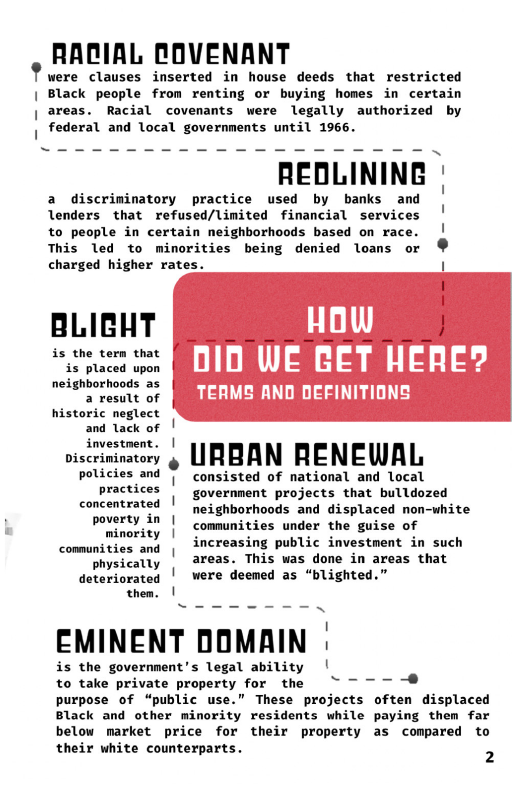 RACIAL COVENANT
were clauses inserted in house deeds that restricted
Black people from renting or buying homes in certain
areas. Racial covenants were legally authorized by
federal and local governments until 1966.
REDLINING
a discriminatory practice used by banks and
lenders that refused/limited financial services
to people in certain neighborhoods based on race.
This led to minorities being denied loans or
charged higher rates.
HOW
DID WE GET HERE?
TERMS AND DEFINITIONS
BLIGHT
is the term that
is placed upon
neighborhoods as
a result of
historic neglect
and lack of
investment.
Discriminatory
policies and
practices
concentrated
poverty in
minority
communities and
physically
deteriorated
them.
URBAN RENEWAL
consisted of national and local
government projects that bulldozed
neighborhoods and displaced non-white
communities under the guise of
increasing public investment in such
areas. This was done in areas that
were deemed as “blighted.”
EMINENT DOMAIN
is the government’s legal ability
to take private property for the
purpose of “public use.” These projects often displaced
Black and other minority residents while paying them far
below market price for their property as compared to
their white counterparts.
2